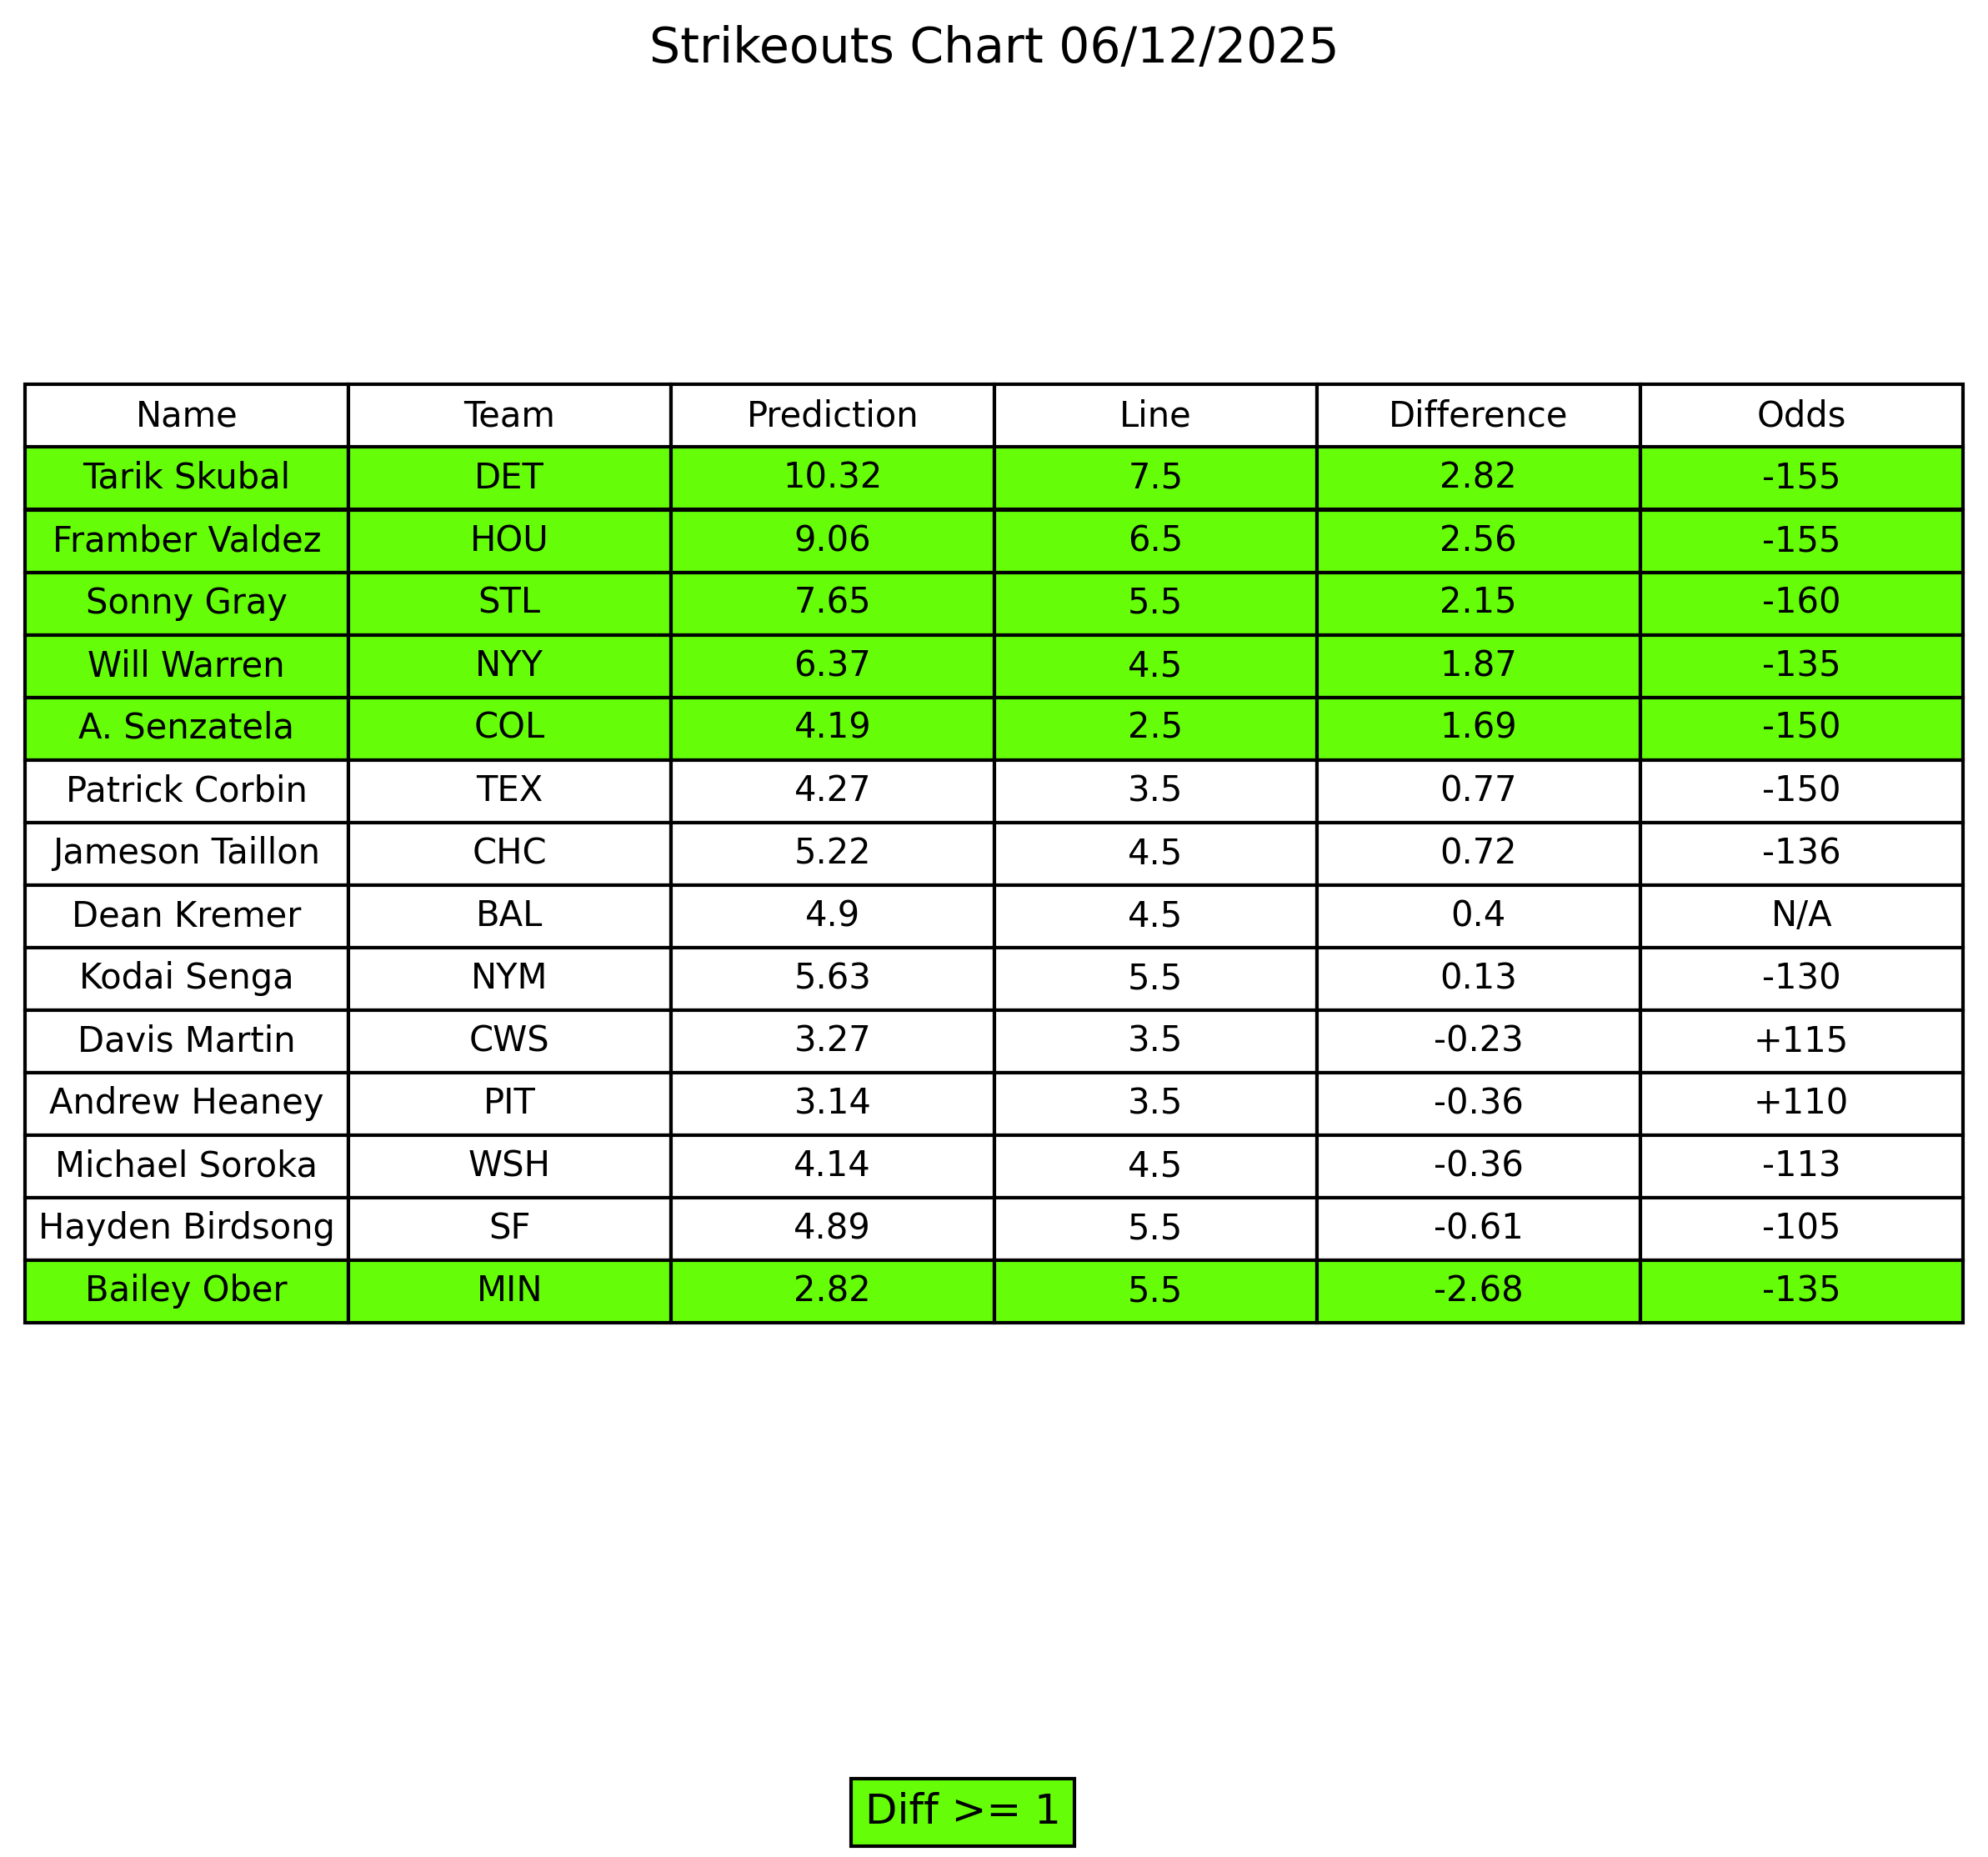 Strikeouts Chart 06/12/2025
Name Team Prediction Line Difference Odds
Tarik Skubal DET 10.32 7.5 2.82 -155
Framber Valdez HOU 9.06 6.5 2.56 -155
Sonny Gray STL 7.65 5.5 2.15 -160
Will Warren NYY 6.37 4.5 1.87 -135
A. Senzatela COL 4.19 2.5 1.69 -150
Patrick Corbin TEX 4.27 3.5 0.77 -150
Jameson Taillon CHC 5.22 4.5 0.72 -136
Dean Kremer BAL 4.9 4.5 0.4 N/A
Kodai Senga NYM 5.63 5.5 0.13 -130
Davis Martin CWS 3.27 3.5 -0.23 +115
Andrew Heaney PIT 3.14 3.5 -0.36 +110
Michael Soroka WSH 4.14 4.5 -0.36 -113
Hayden Birdsong SF 4.89 5.5 -0.61 -105
Bailey Ober MIN 2.82 5.5 -2.68 -135
Diff >= 1